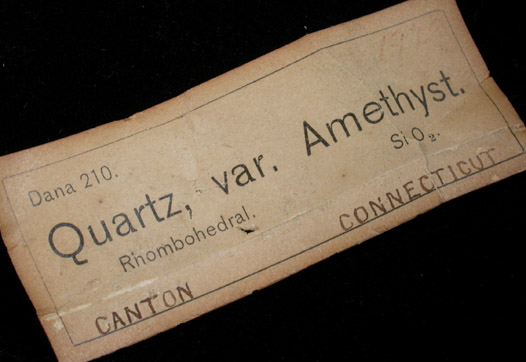 Dana 210.
Quartz, var. Amethyst.
Rhombohedral. SiO₂.
CANTON CONNECTICUT